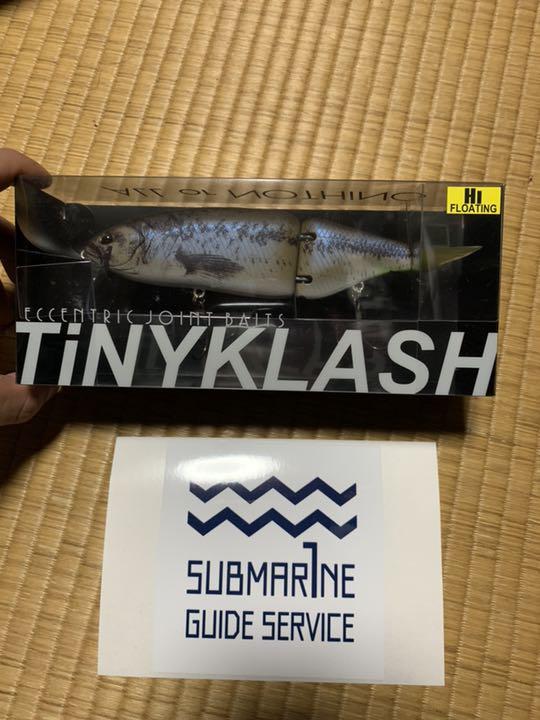 ALL or NOTHING
Hi
FLOATING
ECCENTRIC JOINT BAITS
TiNYKLASH
SUBMAR1NE
GUIDE SERVICE